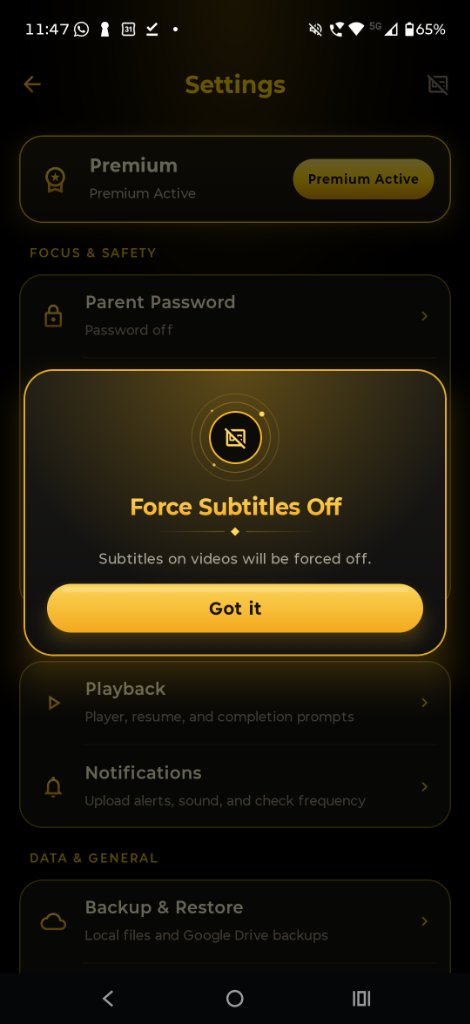 11:47
31
5G
65%
Settings
Premium
Premium Active
Premium Active
FOCUS & SAFETY
Parent Password
Password off
Force Subtitles Off
Subtitles on videos will be forced off.
Got it
Playback
Player, resume, and completion prompts
Notifications
Upload alerts, sound, and check frequency
DATA & GENERAL
Backup & Restore
Local files and Google Drive backups